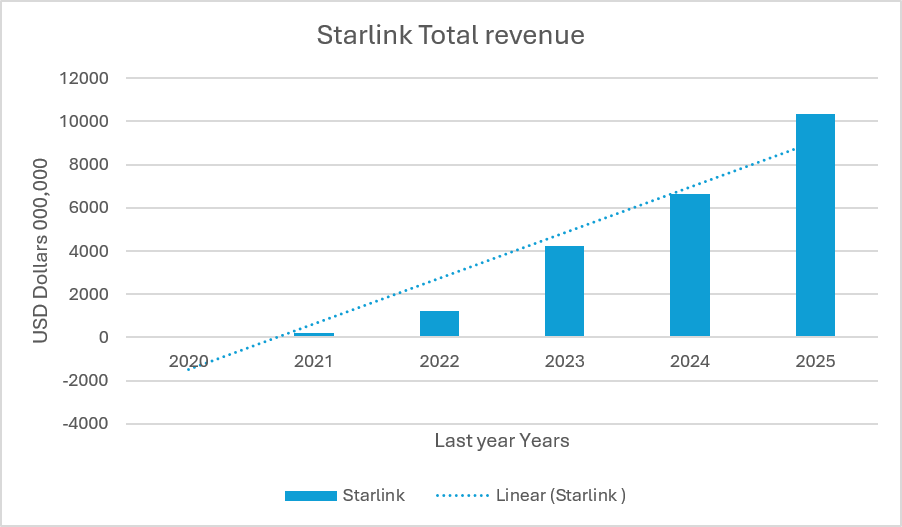 Starlink Total revenue
12000
10000
8000
6000
4000
2000
0
-2000
-4000
USD Dollars 000,000
2020 2021 2022 2023 2024 2025
Last year Years
Starlink Linear (Starlink )